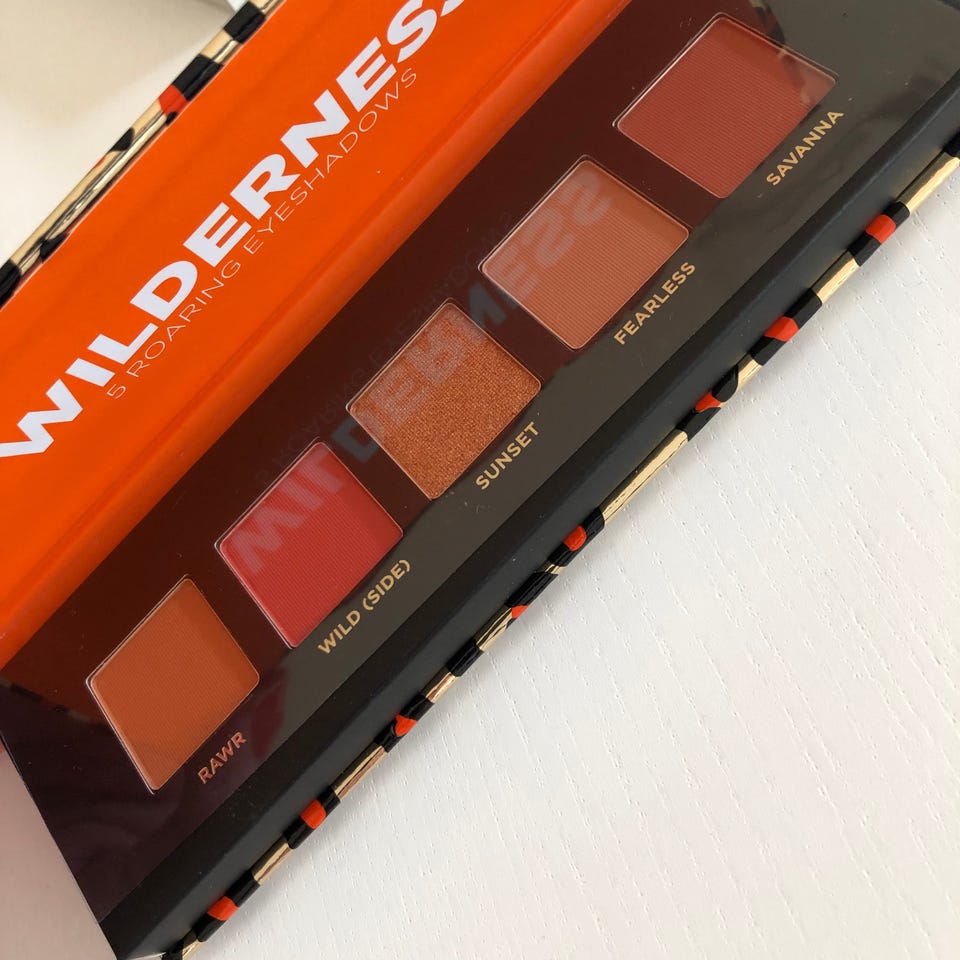 WILDERNESS
5 ROARING EYESHADOWS
RAWR
WILD (SIDE)
SUNSET
FEARLESS
SAVANNA